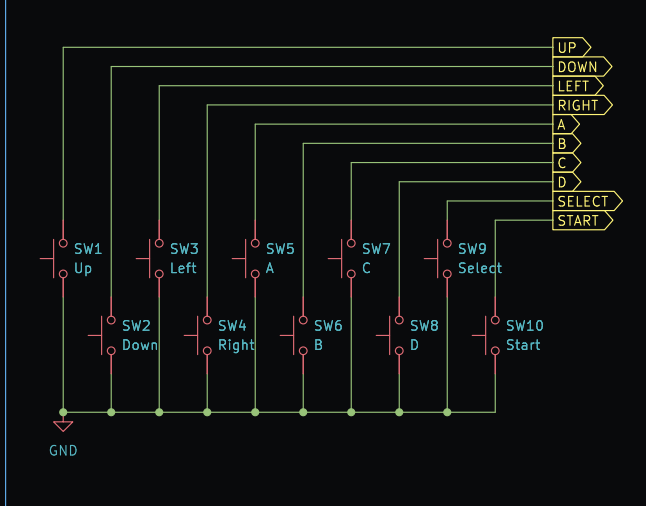 UP
DOWN
LEFT
RIGHT
A
B
C
D
SELECT
START
SW1
Up
SW3
Left
SW5
A
SW7
C
SW9
Select
SW2
Down
SW4
Right
SW6
B
SW8
D
SW10
Start
GND